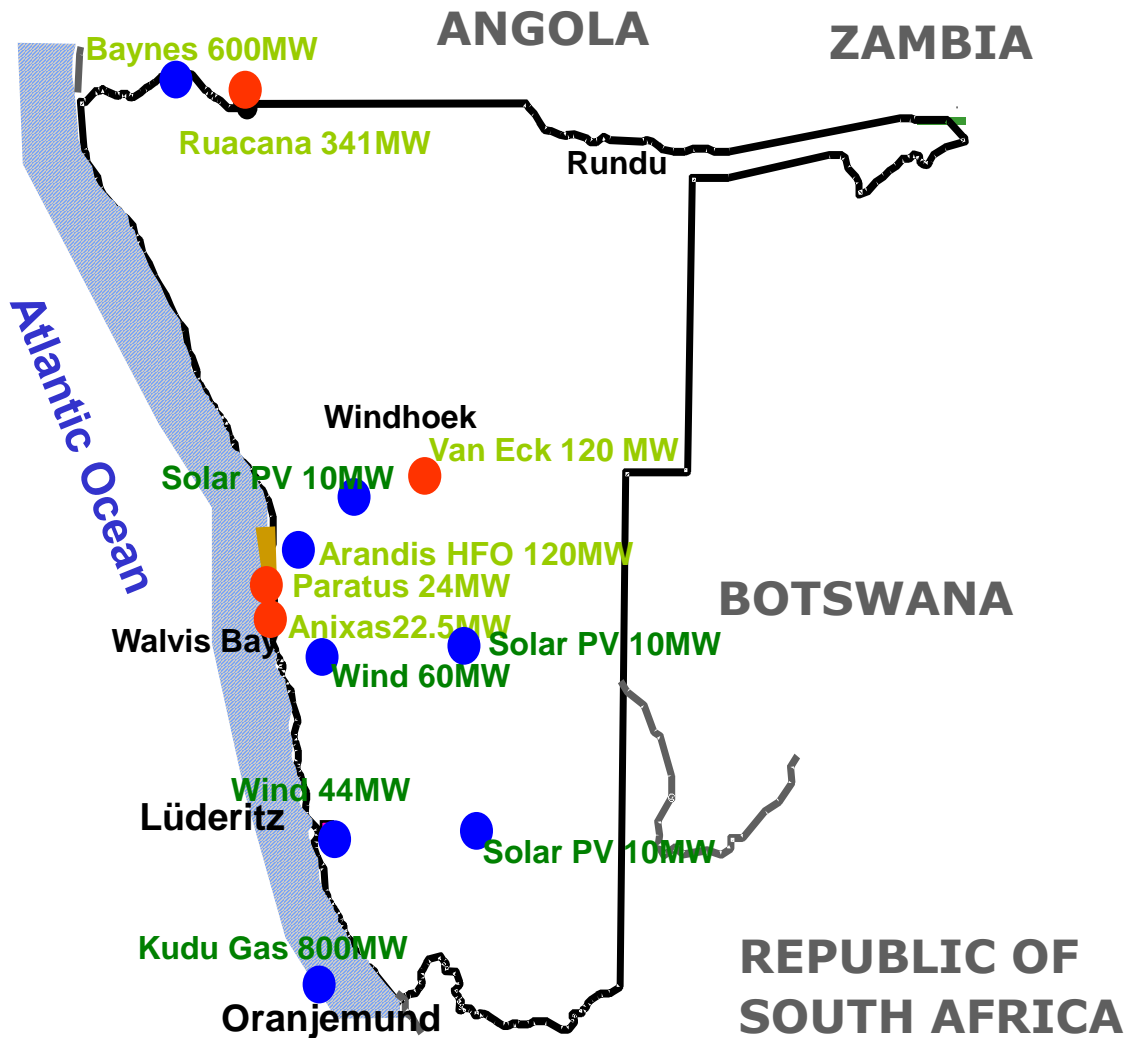 ANGOLA
ZAMBIA
Baynes 600MW
Ruacana 341MW
Rundu
Atlantic Ocean
Windhoek
Van Eck 120 MW
Solar PV 10MW
Arandis HFO 120MW
Paratus 24MW
BOTSWANA
Anixas22.5MW
Walvis Bay
Solar PV 10MW
Wind 60MW
Wind 44MW
Lüderitz
Solar PV 10MW
Kudu Gas 800MW
REPUBLIC OF
SOUTH AFRICA
Oranjemund